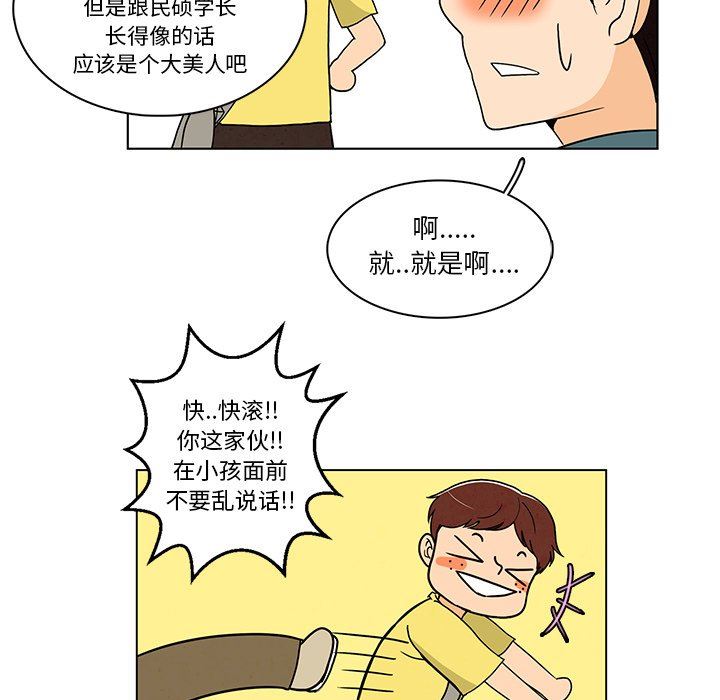 但是跟民硕学长
长得像的话
应该是个大美人吧
啊.....
就..就是啊....
快..快滚!!
你这家伙!!
在小孩面前
不要乱说话!!